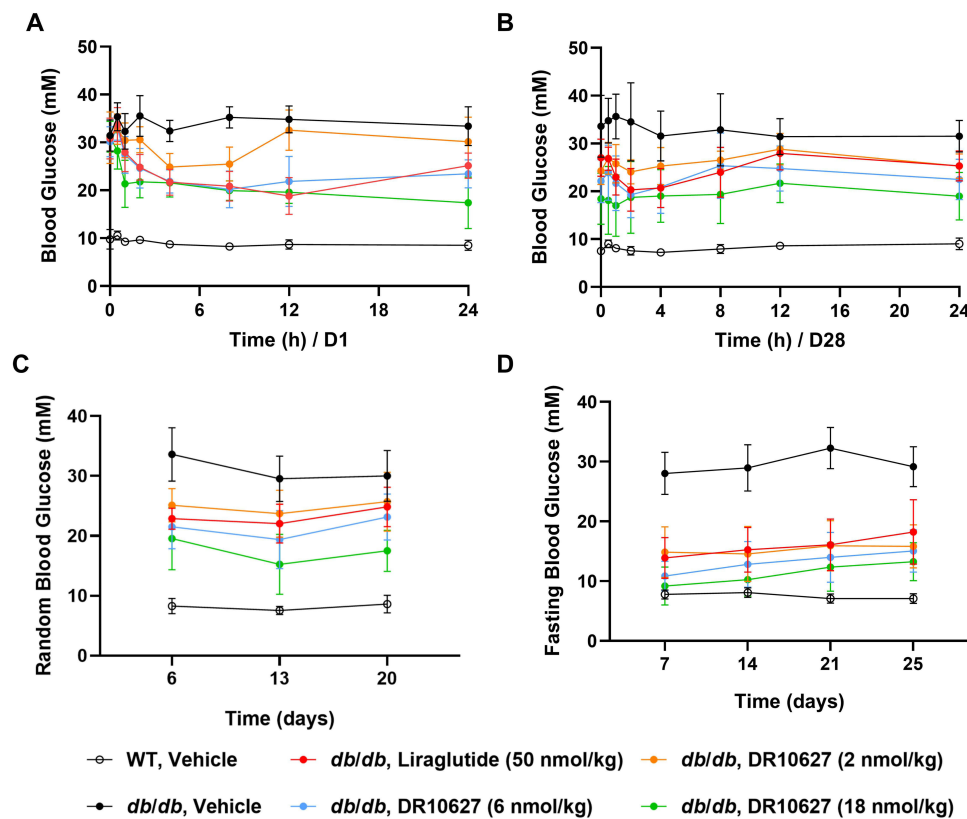 A
B
Blood Glucose (mM)
50
40
30
20
10
0
0 6 12 18 24
Time (h) / D1
Blood Glucose (mM)
50
40
30
20
10
0
0 4 8 12 16 20 24
Time (h) / D28
C
D
Random Blood Glucose (mM)
40
30
20
10
0
6 13 20
Time (days)
Fasting Blood Glucose (mM)
40
30
20
10
0
7 14 21 25
Time (days)
WT, Vehicle
db/db, Liraglutide (50 nmol/kg)
db/db, DR10627 (2 nmol/kg)
db/db, Vehicle
db/db, DR10627 (6 nmol/kg)
db/db, DR10627 (18 nmol/kg)